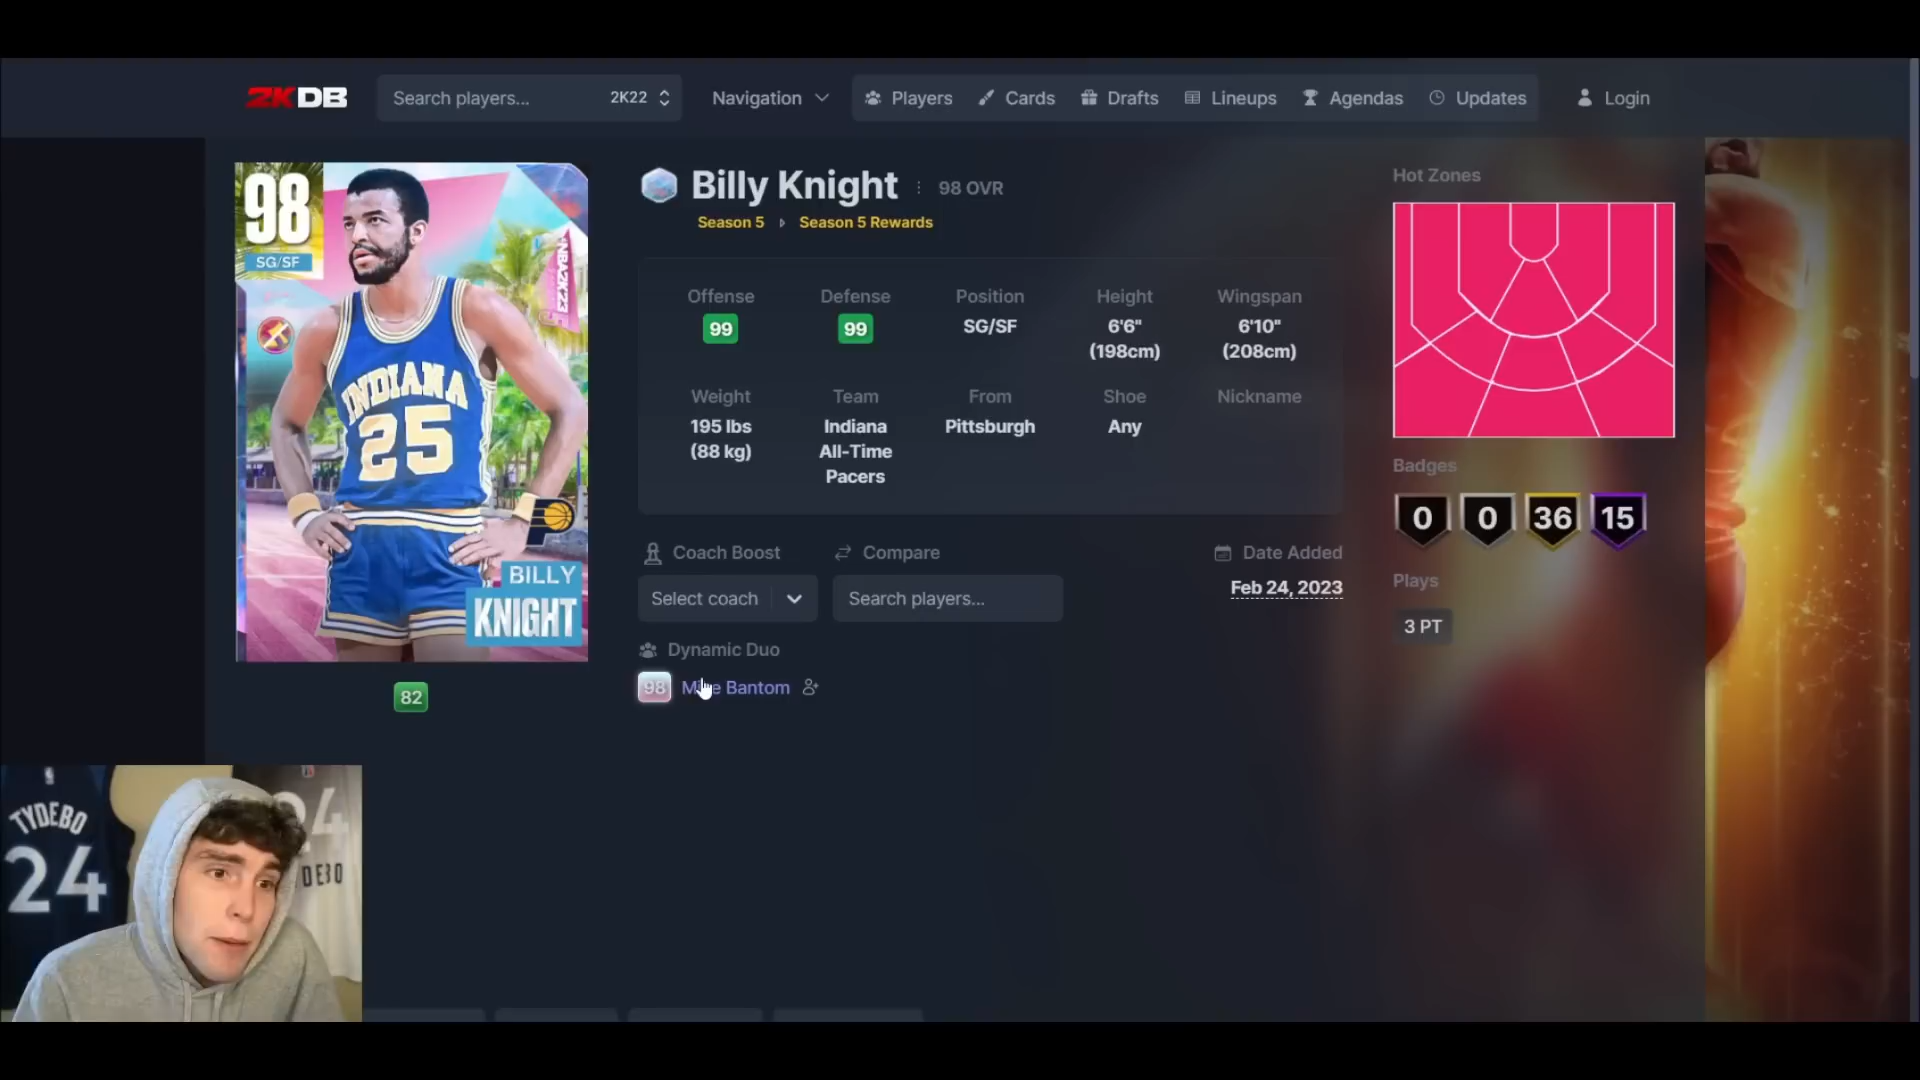 2KDB
Search players...
2K22
Navigation
Players
Cards
Drafts
Lineups
Agendas
Updates
Login
98
SG/SF
NBA2K23
INDIANA
25
BILLY
KNIGHT
82
Billy Knight
98 OVR
Season 5
Season 5 Rewards
Offense
99
Defense
99
Position
SG/SF
Height
6'6"
(198cm)
Wingspan
6'10"
(208cm)
Weight
195 lbs
(88 kg)
Team
Indiana
All-Time
Pacers
From
Pittsburgh
Shoe
Any
Nickname
Coach Boost
Select coach
Compare
Search players...
Date Added
Feb 24, 2023
Dynamic Duo
98
Mike Bantom
Hot Zones
Badges
0
0
36
15
Plays
3 PT
TYDEBO
24
24